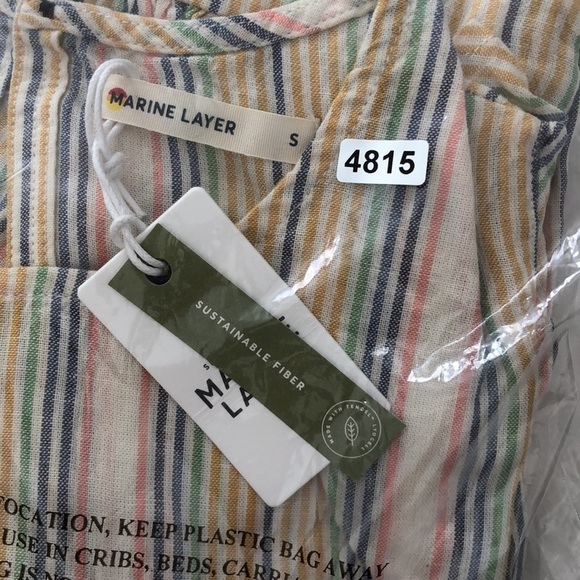 MARINE LAYER
S
4815
SUSTAINABLE FIBER
MADE WITH TENCEL LYOCELL
MA
LA
FOCATION, KEEP PLASTIC BAG AWAY
USE IN CRIBS, BEDS, CARRI
G IS NO